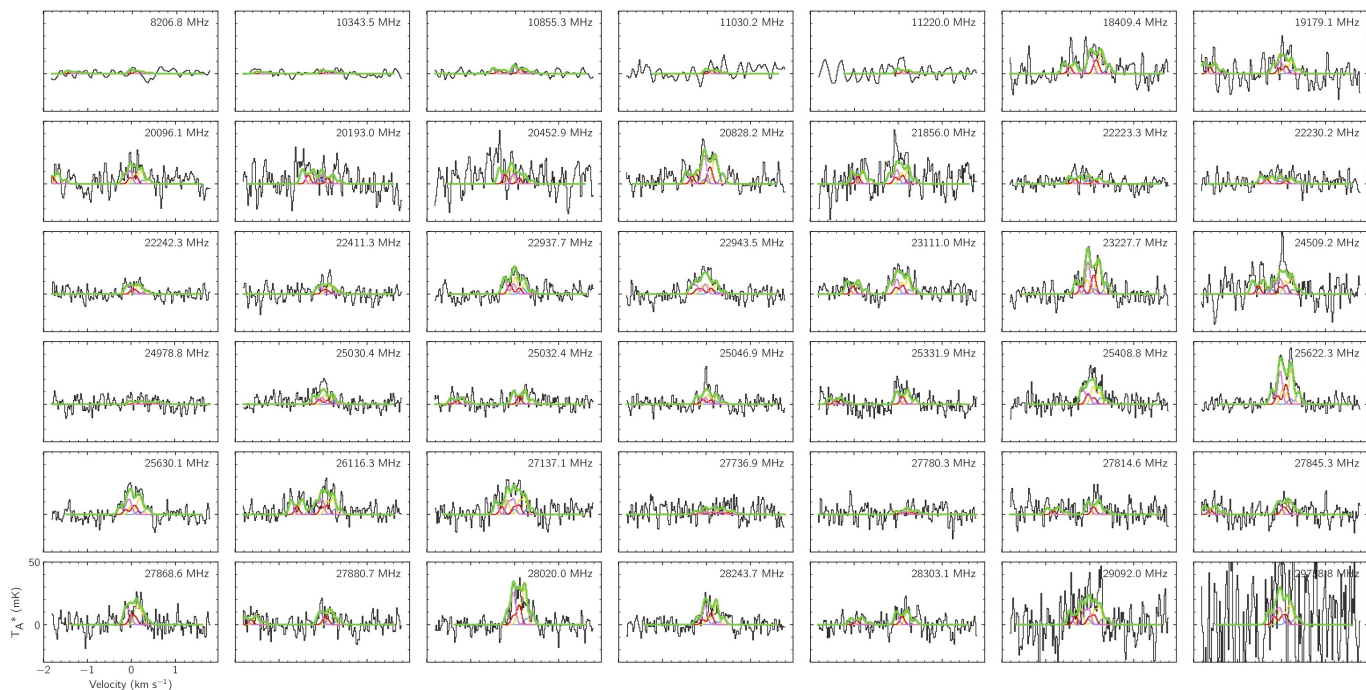 8206.8 MHz
10343.5 MHz
10855.3 MHz
11030.2 MHz
11220.0 MHz
18409.4 MHz
19179.1 MHz
20096.1 MHz
20193.0 MHz
20452.9 MHz
20828.2 MHz
21856.0 MHz
22223.3 MHz
22230.2 MHz
22242.3 MHz
22411.3 MHz
22937.7 MHz
22943.5 MHz
23111.0 MHz
23227.7 MHz
24509.2 MHz
24978.8 MHz
25030.4 MHz
25032.4 MHz
25046.9 MHz
25331.9 MHz
25408.8 MHz
25622.3 MHz
25630.1 MHz
26116.3 MHz
27137.1 MHz
27736.9 MHz
27780.3 MHz
27814.6 MHz
27845.3 MHz
27868.6 MHz
27880.7 MHz
28020.0 MHz
28243.7 MHz
28303.1 MHz
29092.0 MHz
MHz
50
0
T_A* (mK)
−2 −1 0 1
Velocity (km s⁻¹)